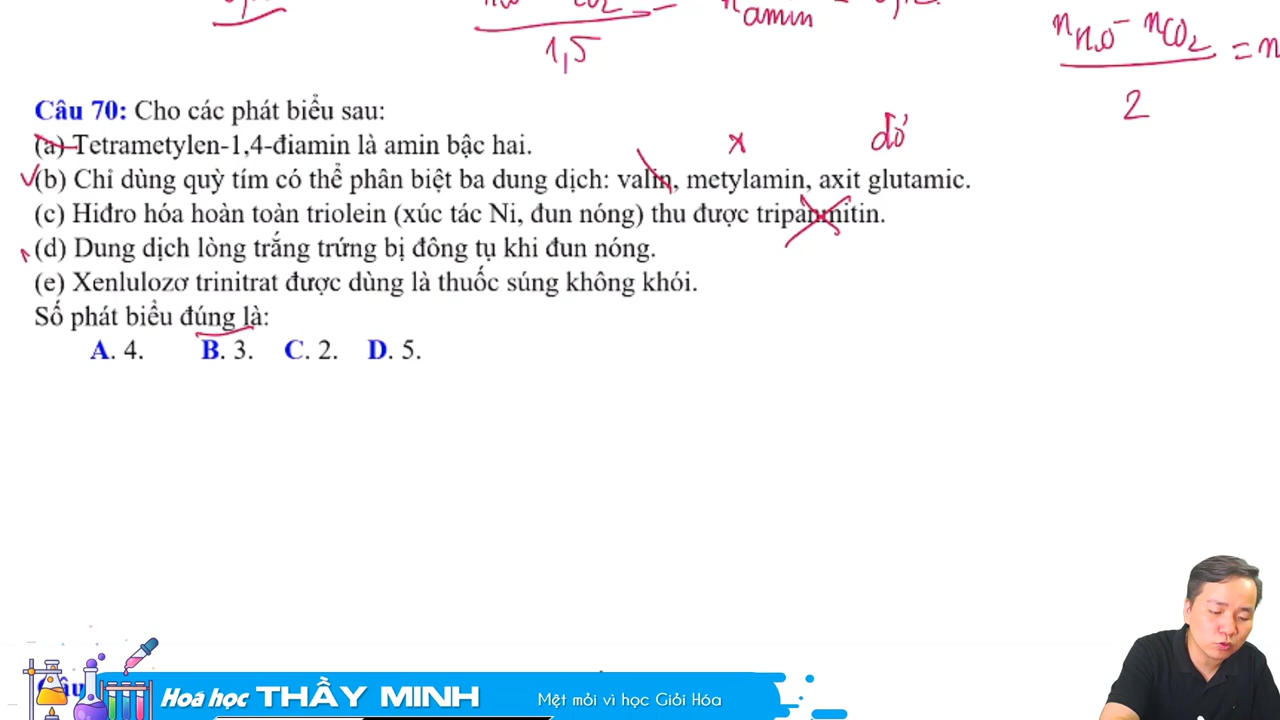 1,5
amin
nH₂O - nCO₂ = n
2
Câu 70: Cho các phát biểu sau:
(a) Tetrametylen-1,4-điamin là amin bậc hai.
x
đỏ
(b) Chỉ dùng quỳ tím có thể phân biệt ba dung dịch: valin, metylamin, axit glutamic.
(c) Hiđro hóa hoàn toàn triolein (xúc tác Ni, đun nóng) thu được tripanmitin.
(d) Dung dịch lòng trắng trứng bị đông tụ khi đun nóng.
(e) Xenlulozơ trinitrat được dùng là thuốc súng không khói.
Số phát biểu đúng là:
A. 4. B. 3. C. 2. D. 5.
Hoá học THẦY MINH
Mệt mỏi vì học Giỏi Hóa